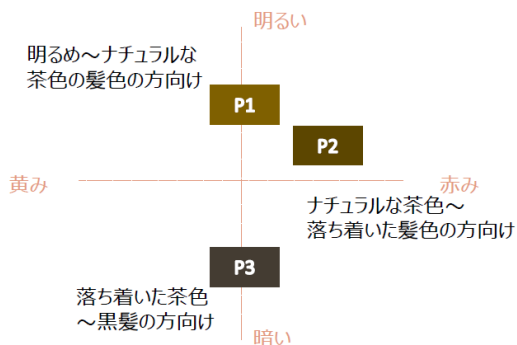 明るい
明るめ～ナチュラルな
茶色の髪色の方向け
P1
P2
黄み
赤み
ナチュラルな茶色～
落ち着いた髪色の方向け
P3
落ち着いた茶色
～黒髪の方向け
暗い